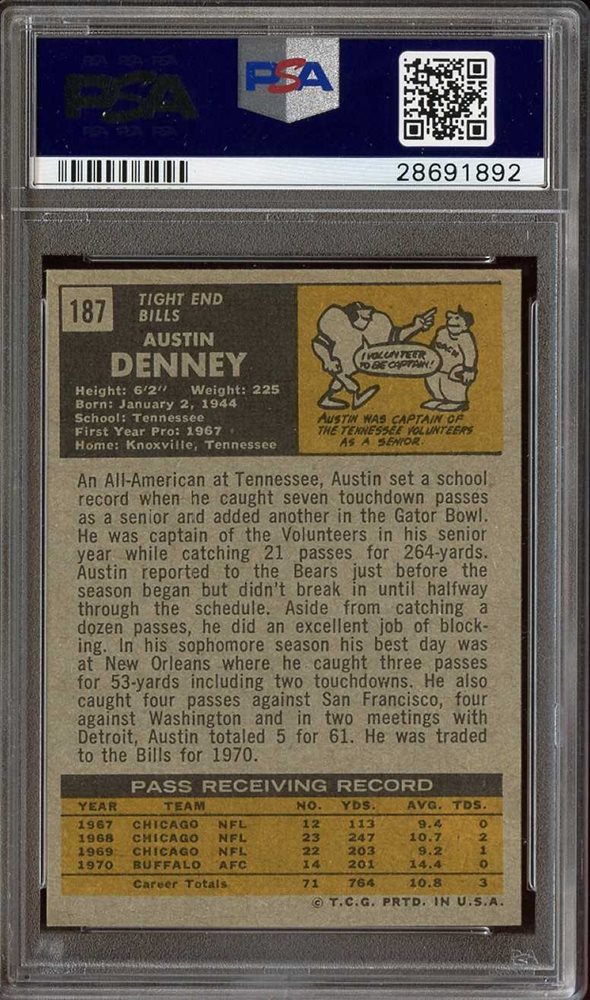 PSA PSA PSA
PSA
PSA PSA PSA
PSA
28691892
187
TIGHT END
BILLS
AUSTIN
DENNEY
Height: 6'2" Weight: 225
Born: January 2, 1944
School: Tennessee
First Year Pro: 1967
Home: Knoxville, Tennessee
I VOLUNTEER
TO BE CAPTAIN!
AUSTIN WAS CAPTAIN OF
THE TENNESSEE VOLUNTEERS
AS A SENIOR.
An All-American at Tennessee, Austin set a school
record when he caught seven touchdown passes
as a senior and added another in the Gator Bowl.
He was captain of the Volunteers in his senior
year while catching 21 passes for 264-yards.
Austin reported to the Bears just before the
season began but didn't break in until halfway
through the schedule. Aside from catching a
dozen passes, he did an excellent job of block-
ing. In his sophomore season his best day was
at New Orleans where he caught three passes
for 53-yards including two touchdowns. He also
caught four passes against San Francisco, four
against Washington and in two meetings with
Detroit, Austin totaled 5 for 61. He was traded
to the Bills for 1970.
PASS RECEIVING RECORD
YEAR TEAM NO. YDS. AVG. TDS.
1967 CHICAGO NFL 12 113 9.4 0
1968 CHICAGO NFL 23 247 10.7 2
1969 CHICAGO NFL 22 203 9.2 1
1970 BUFFALO AFC 14 201 14.4 0
Career Totals 71 764 10.8 3
© T.C.G. PRTD. IN U.S.A.
PSA